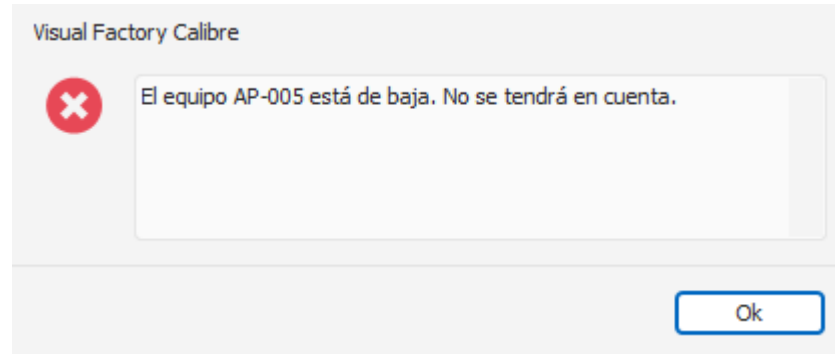 Visual Factory Calibre
El equipo AP-005 está de baja. No se tendrá en cuenta.
Ok